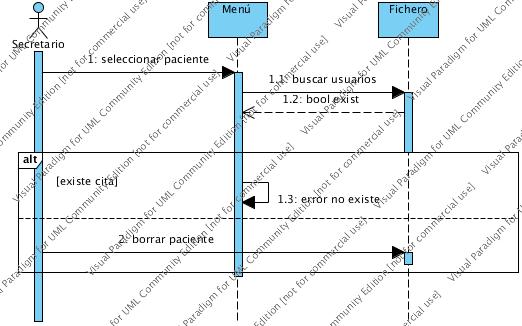 Menú
Fichero
Secretario
1: seleccionar paciente
1.1: buscar usuarios
1.2: bool exist
alt
[existe cita]
1.3: error no existe
2: borrar paciente
Visual Paradigm for UML Community Edition [not for commercial use]